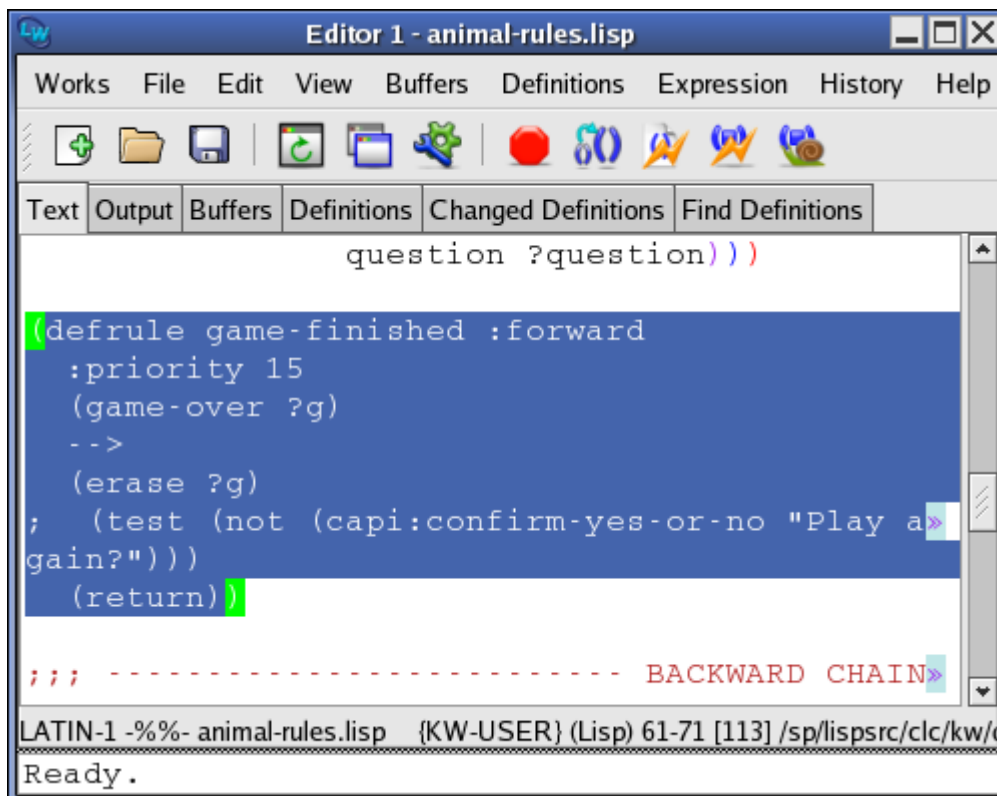 LW Editor 1 - animal-rules.lisp
Works File Edit View Buffers Definitions Expression History Help
Text Output Buffers Definitions Changed Definitions Find Definitions
question ?question)))
(defrule game-finished :forward
:priority 15
(game-over ?g)
-->
(erase ?g)
; (test (not (capi:confirm-yes-or-no "Play a»
gain?")))
(return))
;;; --------------------------- BACKWARD CHAIN»
LATIN-1 -%%- animal-rules.lisp {KW-USER} (Lisp) 61-71 [113] /sp/lispsrc/clc/kw/
Ready.